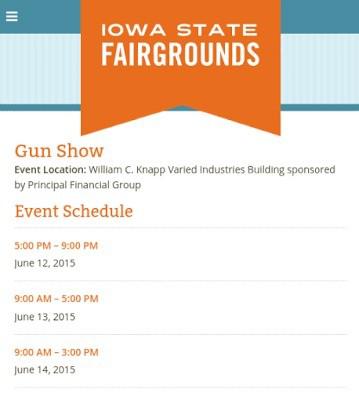 IOWA STATE
FAIRGROUNDS
Gun Show
Event Location: William C. Knapp Varied Industries Building sponsored
by Principal Financial Group
Event Schedule
5:00 PM – 9:00 PM
June 12, 2015
9:00 AM – 5:00 PM
June 13, 2015
9:00 AM – 3:00 PM
June 14, 2015